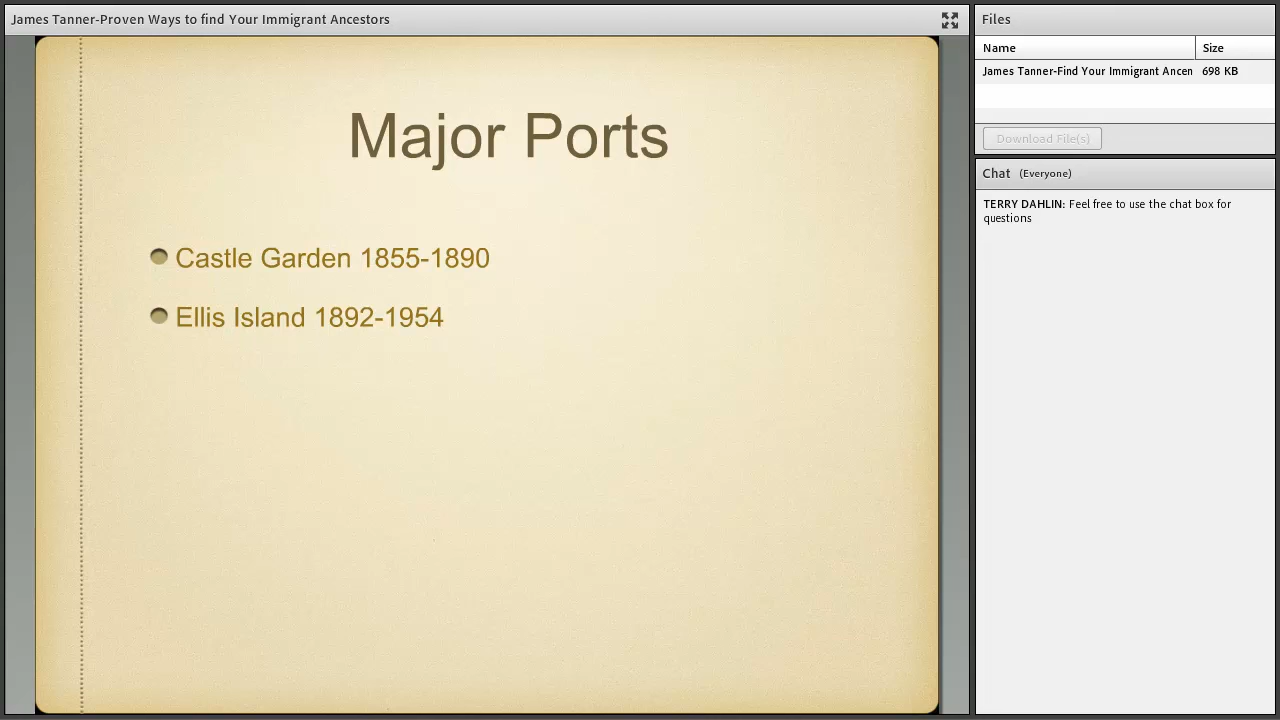 James Tanner-Proven Ways to find Your Immigrant Ancestors
Major Ports
Castle Garden 1855-1890
Ellis Island 1892-1954
Files
Name Size
James Tanner-Find Your Immigrant Ancen 698 KB
Download File(s)
Chat (Everyone)
TERRY DAHLIN: Feel free to use the chat box for
questions